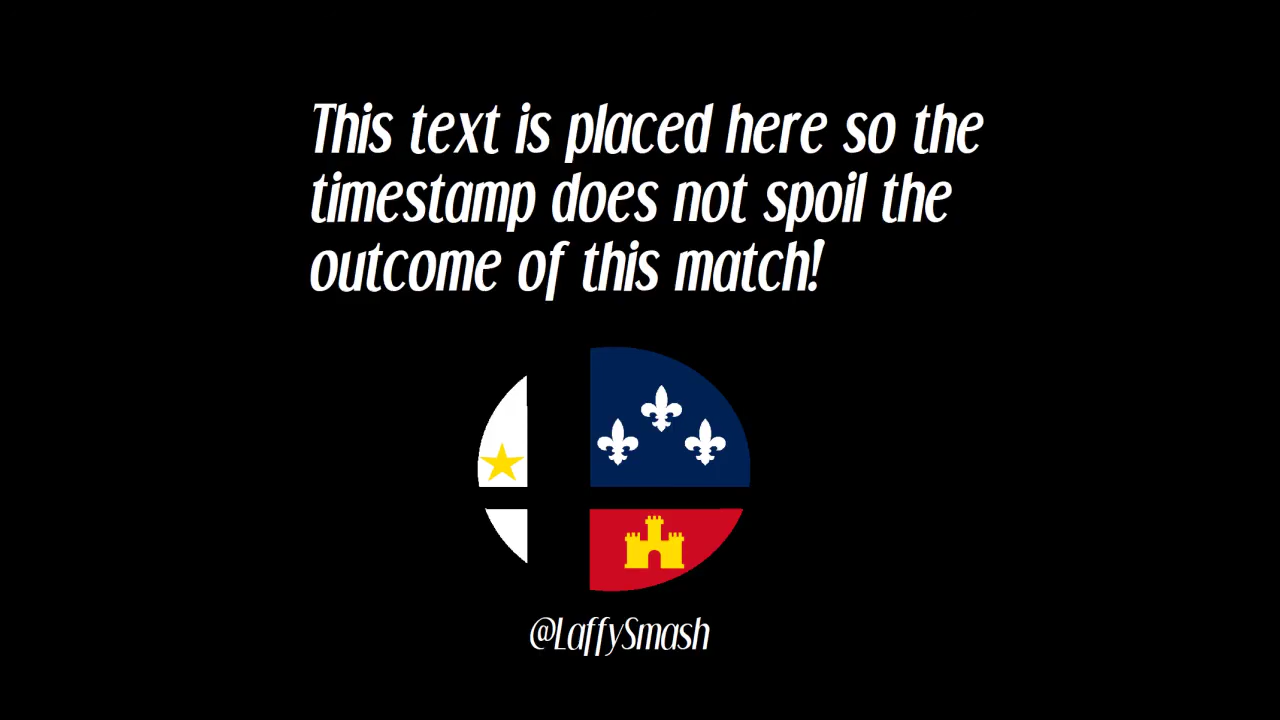 This text is placed here so the
timestamp does not spoil the
outcome of this match!
@LaffySmash